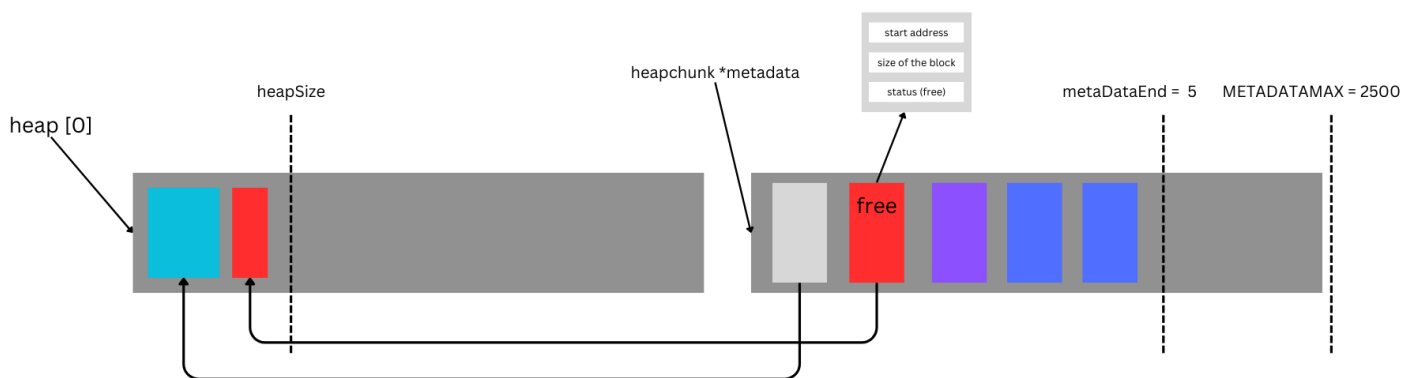 start address
size of the block
status (free)
heapchunk *metadata
heapSize
metaDataEnd = 5
METADATAMAX = 2500
heap [0]
free